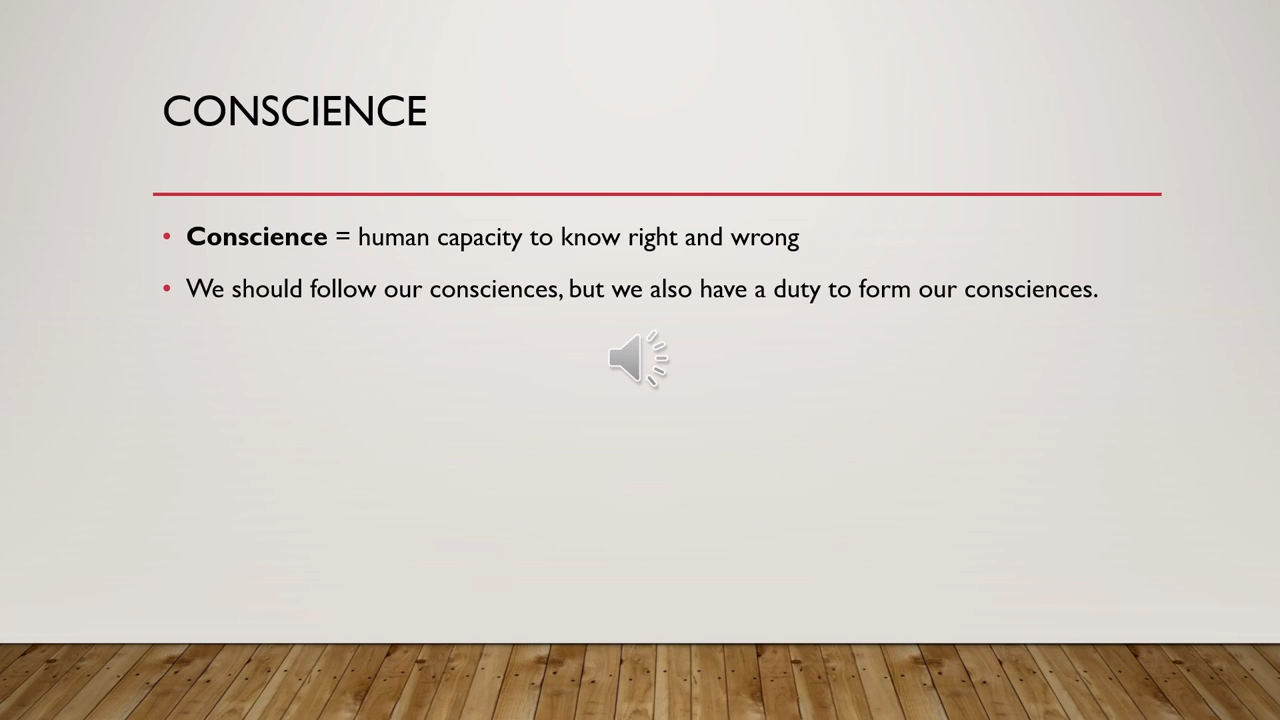 CONSCIENCE
• Conscience = human capacity to know right and wrong
• We should follow our consciences, but we also have a duty to form our consciences.